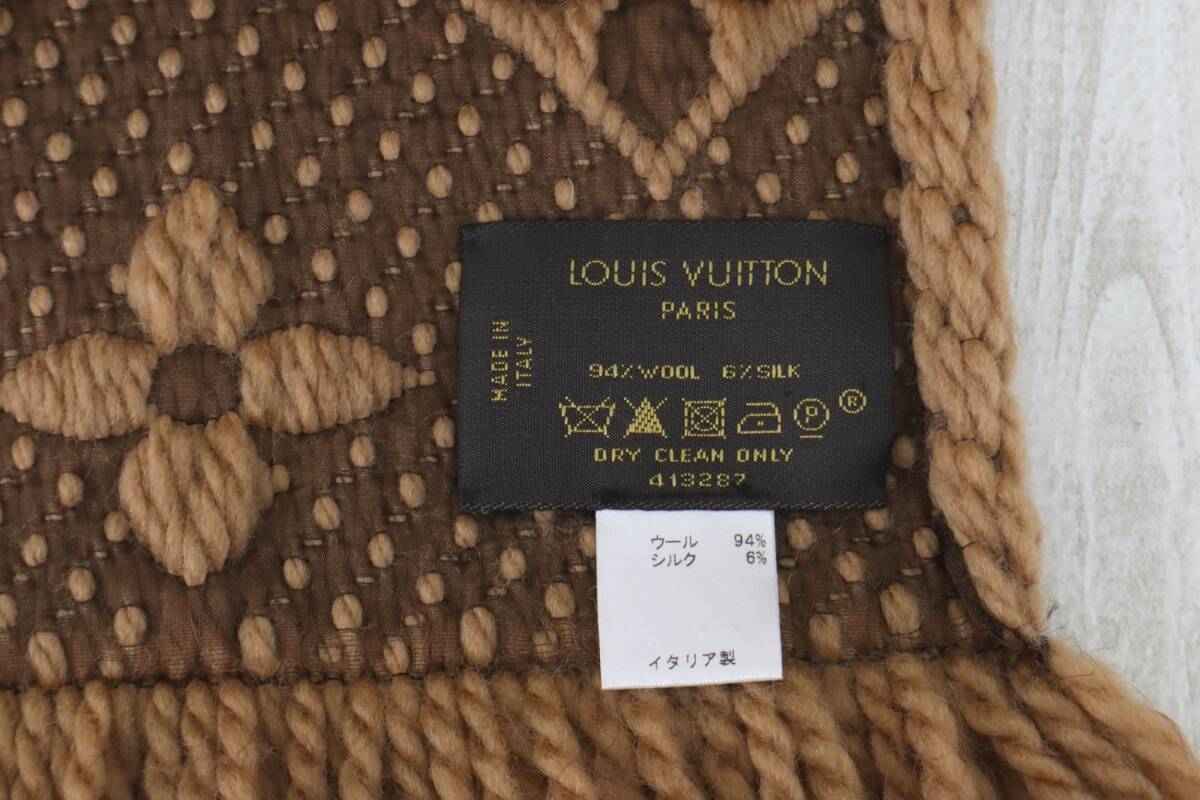 LOUIS VUITTON
PARIS
MADE IN
ITALY
94% WOOL 6% SILK
P
®
DRY CLEAN ONLY
413287
ウール 94%
シルク 6%
イタリア製